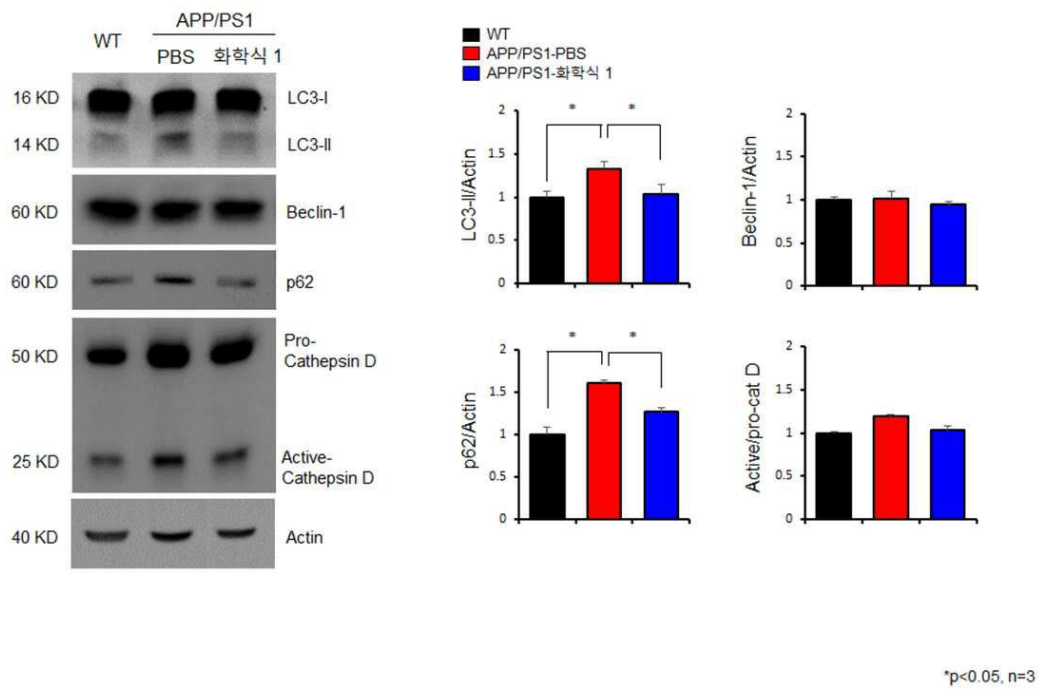 APP/PS1
WT
PBS 화학식 1
16 KD
LC3-I
14 KD
LC3-II
60 KD
Beclin-1
60 KD
p62
50 KD
Pro-
Cathepsin D
25 KD
Active-
Cathepsin D
40 KD
Actin
WT
APP/PS1-PBS
APP/PS1-화학식 1
LC3-II/Actin
2
1.5
1
0.5
0
* *
Beclin-1/Actin
2
1.5
1
0.5
0
p62/Actin
2
1.5
1
0.5
0
* *
Active/pro-cat D
2
1.5
1
0.5
0
*p<0.05, n=3